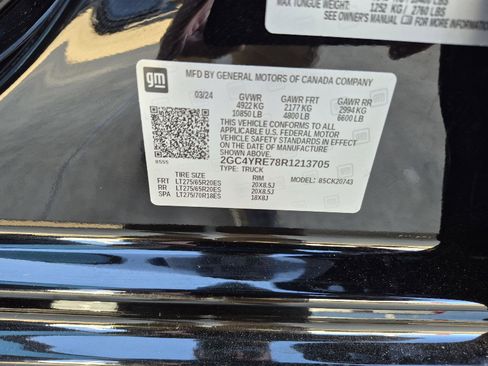 MAX TONGUE WEIGHT: 1252 KG / 2760 LBS
SEE OWNER'S MANUAL
gm
MFD BY GENERAL MOTORS OF CANADA COMPANY
03/24 GVWR GAWR FRT GAWR RR
4922 KG 2177 KG 2994 KG
10850 LB 4800 LB 6600 LB
THIS VEHICLE CONFORMS TO ALL APPLICABLE U.S. FEDERAL MOTOR
VEHICLE SAFETY STANDARDS IN EFFECT ON THE
DATE OF MANUFACTURE SHOWN ABOVE.
2GC4YRE78R1213705
8555 TYPE: TRUCK
TIRE SIZE RIM 85CK20743
FRT LT275/65R20ES 20X8.5J
RR LT275/65R20ES 20X8.5J
SPA LT275/70R18ES 18X8J